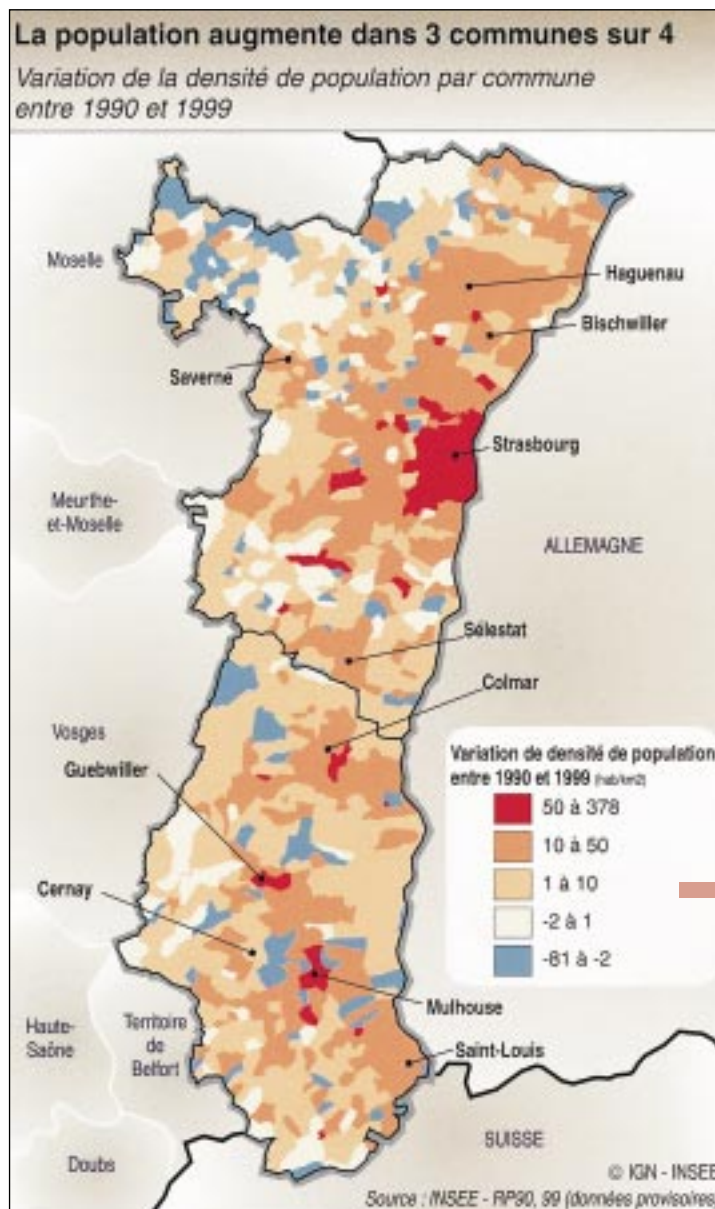 La population augmente dans 3 communes sur 4
Variation de la densité de population par commune
entre 1990 et 1999
Moselle
Haguenau
Bischwiller
Saverne
Strasbourg
Meurthe-
et-Moselle
ALLEMAGNE
Sélestat
Colmar
Vosges
Guebwiller
Variation de densité de population
entre 1990 et 1999 (hab/km2)
50 à 378
10 à 50
1 à 10
-2 à 1
-81 à -2
Cernay
Mulhouse
Haute-
Saône
Territoire
de
Belfort
Saint-Louis
SUISSE
Doubs
© IGN - INSEE
Source : INSEE - RP90, 99 (données provisoires)